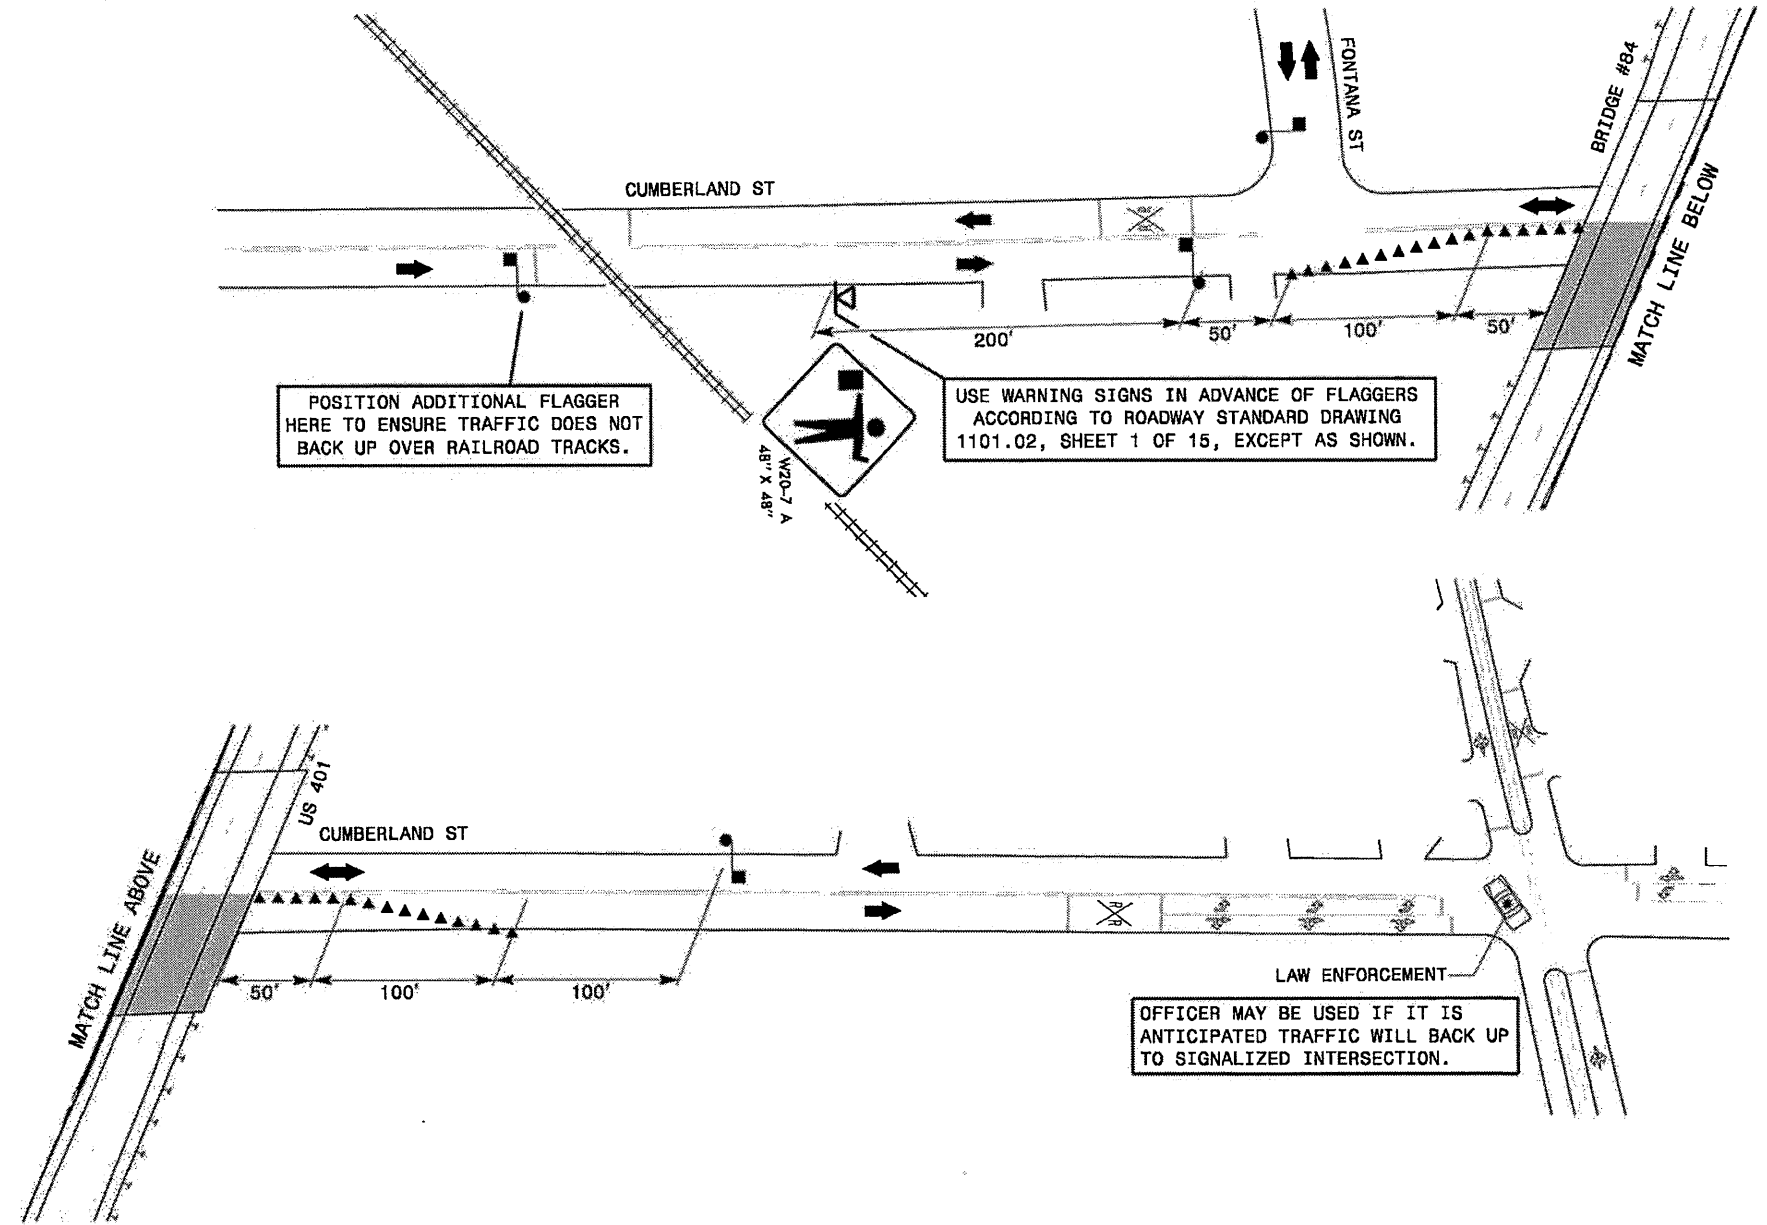 FONTANA ST
BRIDGE #84
CUMBERLAND ST
MATCH LINE BELOW
200'
50'
100'
50'
POSITION ADDITIONAL FLAGGER
HERE TO ENSURE TRAFFIC DOES NOT
BACK UP OVER RAILROAD TRACKS.
USE WARNING SIGNS IN ADVANCE OF FLAGGERS
ACCORDING TO ROADWAY STANDARD DRAWING
1101.02, SHEET 1 OF 15, EXCEPT AS SHOWN.
W20-7 A
48" X 48"
US 401
CUMBERLAND ST
MATCH LINE ABOVE
R R
50'
100'
100'
LAW ENFORCEMENT
OFFICER MAY BE USED IF IT IS
ANTICIPATED TRAFFIC WILL BACK UP
TO SIGNALIZED INTERSECTION.